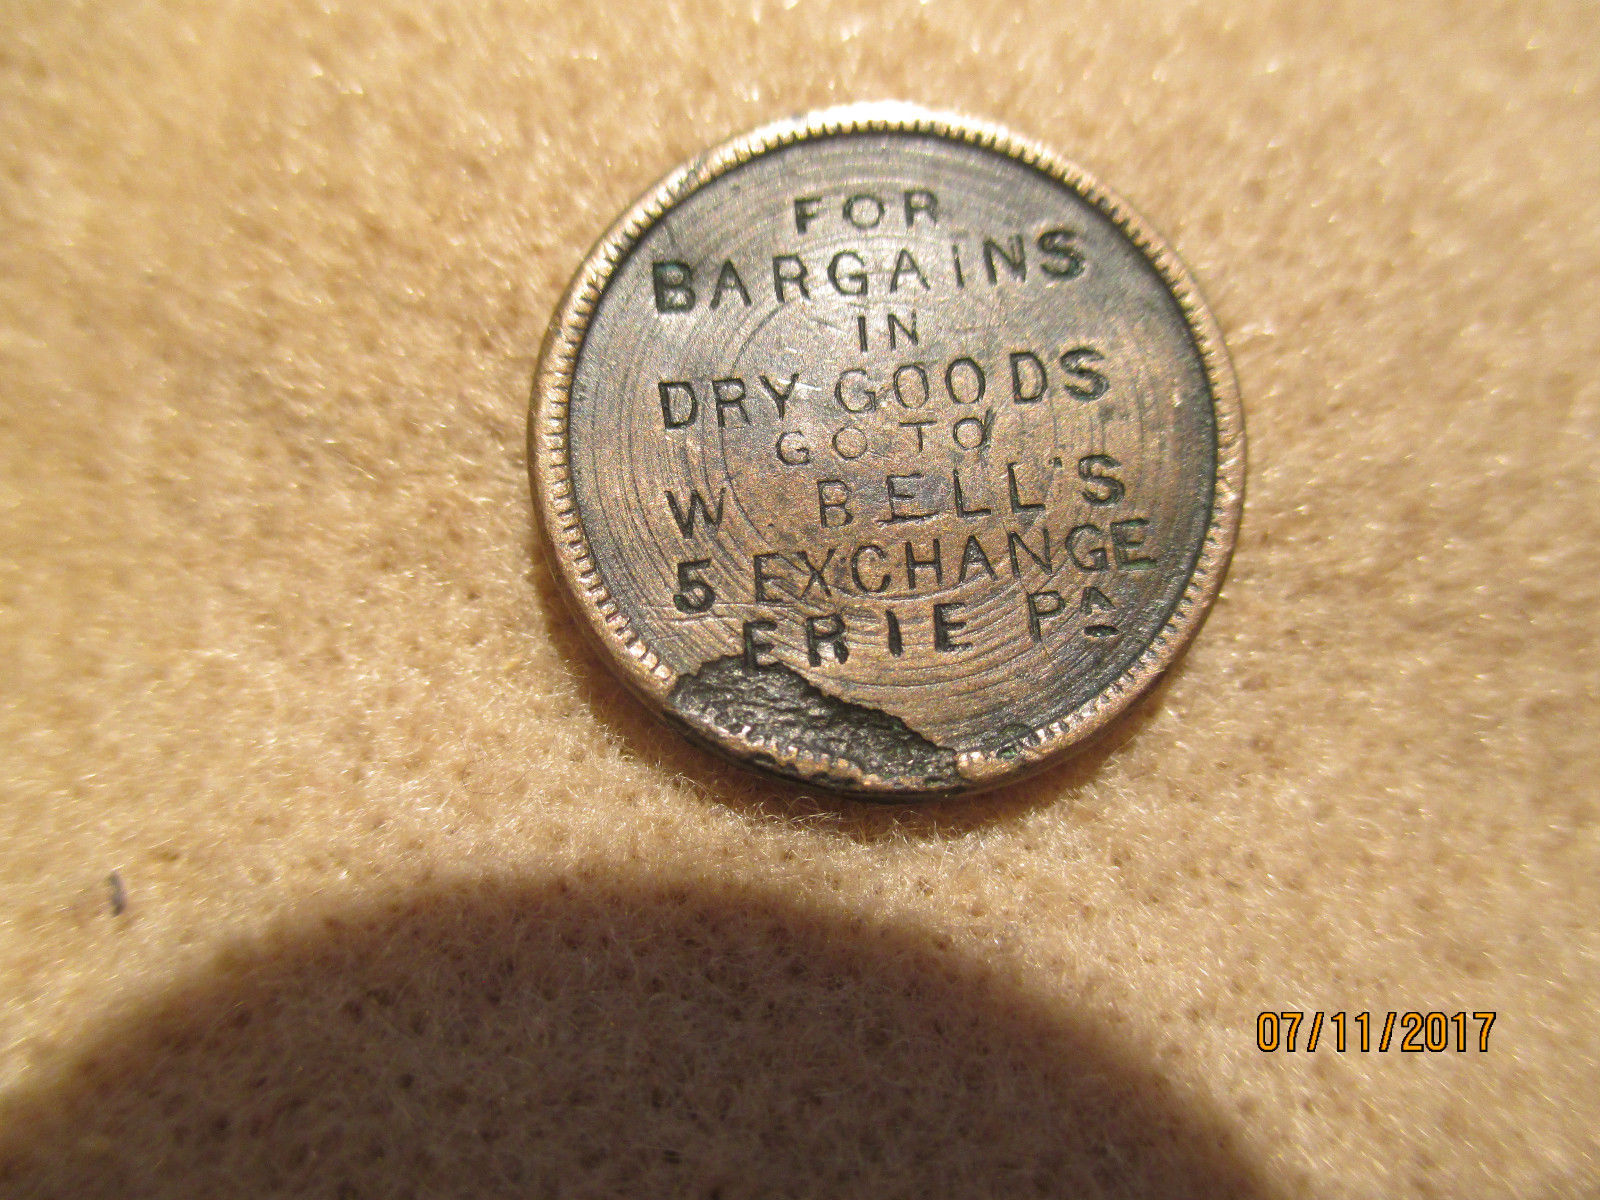 FOR
BARGAINS
IN
DRY GOODS
GO TO
W. BELL'S
5 EXCHANGE
ERIE PA
07/11/2017